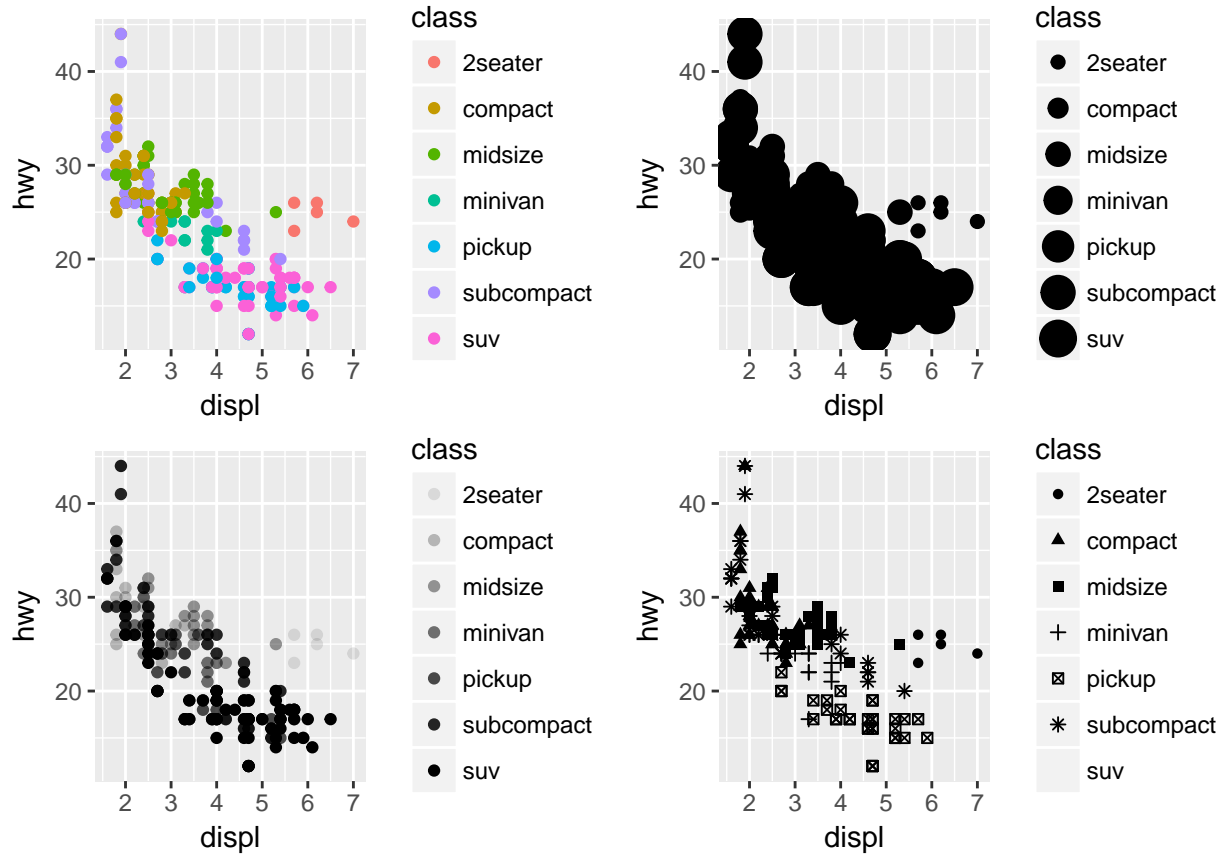 class
2seater
compact
midsize
minivan
pickup
subcompact
suv
hwy
40
30
20
2 3 4 5 6 7
displ
class
2seater
compact
midsize
minivan
pickup
subcompact
suv
hwy
40
30
20
2 3 4 5 6 7
displ
class
2seater
compact
midsize
minivan
pickup
subcompact
suv
hwy
40
30
20
2 3 4 5 6 7
displ
class
2seater
compact
midsize
minivan
pickup
subcompact
suv
hwy
40
30
20
2 3 4 5 6 7
displ